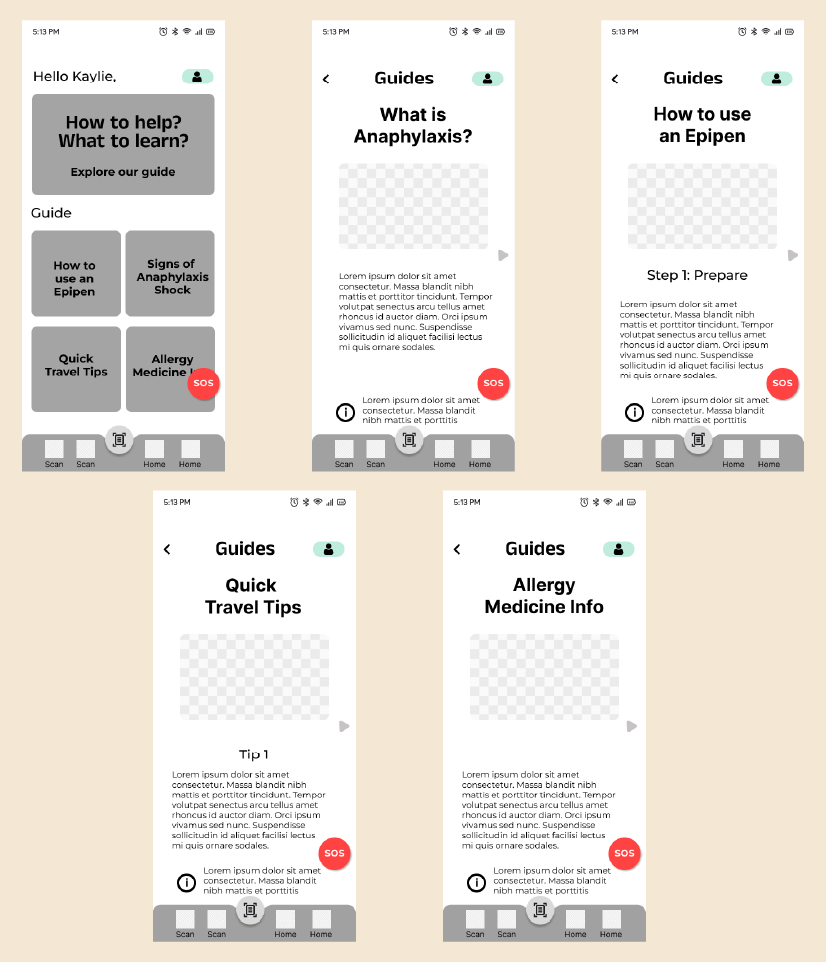 5:13 PM
Hello Kaylie,
How to help?
What to learn?
Explore our guide
Guide
How to
use an
Epipen
Signs of
Anaphylaxis
Shock
Quick
Travel Tips
Allergy
Medicine
SOS
Scan
Scan
Home
Home
5:13 PM
Guides
What is
Anaphylaxis?
Lorem ipsum dolor sit amet
consectetur. Massa blandit nibh
mattis et porttitor tincidunt. Tempor
volutpat senectus arcu tellus amet
rhoncus id auctor diam. Orci ipsum
vivamus sed nunc. Suspendisse
sollicitudin id aliquet facilisi lectus
mi quis ornare sodales.
SOS
Lorem ipsum dolor sit amet
consectetur. Massa blandit
nibh mattis et porttitis
Scan
Scan
Home
Home
5:13 PM
Guides
How to use
an Epipen
Step 1: Prepare
Lorem ipsum dolor sit amet
consectetur. Massa blandit nibh
mattis et porttitor tincidunt. Tempor
volutpat senectus arcu tellus amet
rhoncus id auctor diam. Orci ipsum
vivamus sed nunc. Suspendisse
sollicitudin id aliquet facilisi lectus
mi quis ornare sodales.
SOS
Lorem ipsum dolor sit amet
consectetur. Massa blandit
nibh mattis et porttitis
Scan
Scan
Home
Home
5:13 PM
Guides
Quick
Travel Tips
Tip 1
Lorem ipsum dolor sit amet
consectetur. Massa blandit nibh
mattis et porttitor tincidunt. Tempor
volutpat senectus arcu tellus amet
rhoncus id auctor diam. Orci ipsum
vivamus sed nunc. Suspendisse
sollicitudin id aliquet facilisi lectus
mi quis ornare sodales.
SOS
Lorem ipsum dolor sit amet
consectetur. Massa blandit
nibh mattis et porttitis
Scan
Scan
Home
Home
5:13 PM
Guides
Allergy
Medicine Info
Lorem ipsum dolor sit amet
consectetur. Massa blandit nibh
mattis et porttitor tincidunt. Tempor
volutpat senectus arcu tellus amet
rhoncus id auctor diam. Orci ipsum
vivamus sed nunc. Suspendisse
sollicitudin id aliquet facilisi lectus
mi quis ornare sodales.
SOS
Lorem ipsum dolor sit amet
consectetur. Massa blandit
nibh mattis et porttitis
Scan
Scan
Home
Home